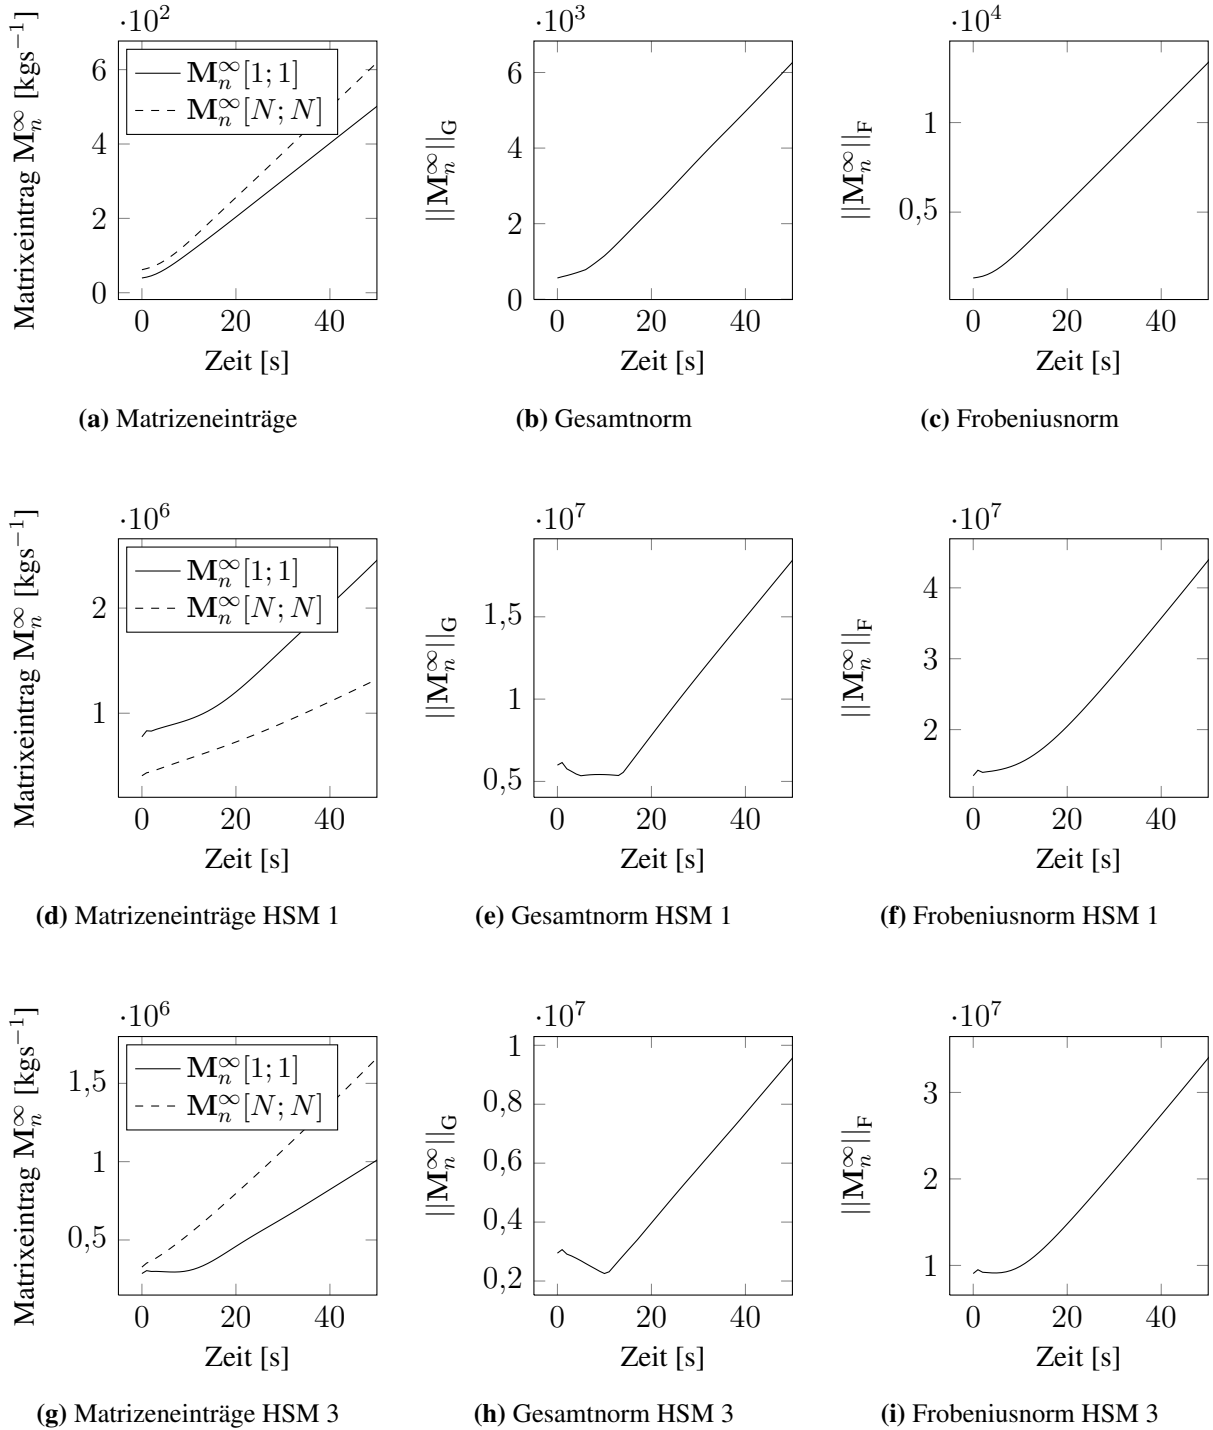 ·10²
Matrixeintrag M_n^∞ [kgs⁻¹]
6
4
2
0
M_n^∞[1; 1]
M_n^∞[N; N]
0 20 40
Zeit [s]
(a) Matrizeneinträge
·10³
||M_n^∞||_G
6
4
2
0
0 20 40
Zeit [s]
(b) Gesamtnorm
·10⁴
||M_n^∞||_F
1
0,5
0 20 40
Zeit [s]
(c) Frobeniusnorm
·10⁶
Matrixeintrag M_n^∞ [kgs⁻¹]
2
1
M_n^∞[1; 1]
M_n^∞[N; N]
0 20 40
Zeit [s]
(d) Matrizeneinträge HSM 1
·10⁷
||M_n^∞||_G
1,5
1
0,5
0 20 40
Zeit [s]
(e) Gesamtnorm HSM 1
·10⁷
||M_n^∞||_F
4
3
2
0 20 40
Zeit [s]
(f) Frobeniusnorm HSM 1
·10⁶
Matrixeintrag M_n^∞ [kgs⁻¹]
1,5
1
0,5
M_n^∞[1; 1]
M_n^∞[N; N]
0 20 40
Zeit [s]
(g) Matrizeneinträge HSM 3
·10⁷
||M_n^∞||_G
1
0,8
0,6
0,4
0,2
0 20 40
Zeit [s]
(h) Gesamtnorm HSM 3
·10⁷
||M_n^∞||_F
3
2
1
0 20 40
Zeit [s]
(i) Frobeniusnorm HSM 3